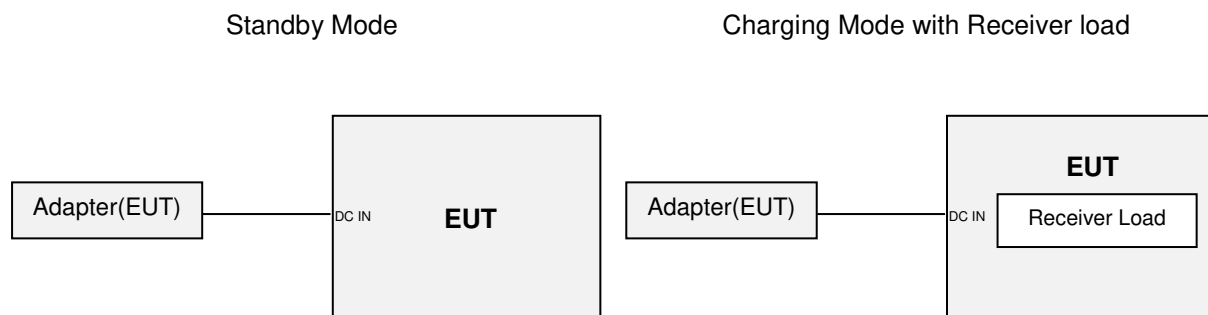 Standby Mode
Adapter(EUT)
DC IN
EUT
Charging Mode with Receiver load
Adapter(EUT)
DC IN
EUT
Receiver Load